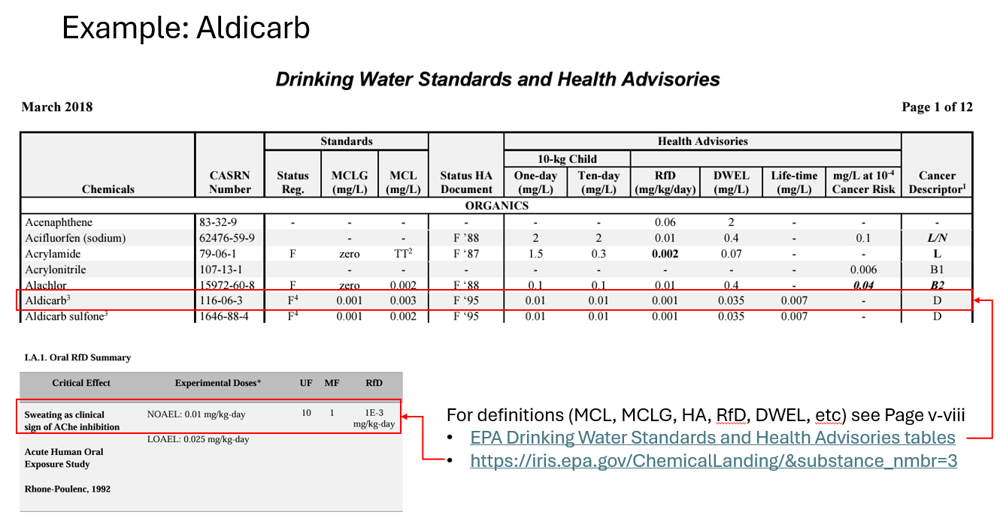 Example: Aldicarb
Drinking Water Standards and Health Advisories
March 2018 Page 1 of 12
Standards Health Advisories
10-kg Child
Chemicals CASRN Number Status Reg. MCLG (mg/L) MCL (mg/L) Status HA Document One-day (mg/L) Ten-day (mg/L) RfD (mg/kg/day) DWEL (mg/L) Life-time (mg/L) mg/L at 10⁻⁴ Cancer Risk Cancer Descriptor¹
ORGANICS
Acenaphthene 83-32-9 - - - - - - 0.06 2 - - -
Acifluorfen (sodium) 62476-59-9 - - F ‘88 2 2 0.01 0.4 - 0.1 L/N
Acrylamide 79-06-1 F zero TT² F ‘87 1.5 0.3 0.002 0.07 - - L
Acrylonitrile 107-13-1 - - - - - - - - 0.006 B1
Alachlor 15972-60-8 F zero 0.002 F ‘88 0.1 0.1 0.01 0.4 - 0.04 B2
Aldicarb³ 116-06-3 F⁴ 0.001 0.003 F ‘95 0.01 0.01 0.001 0.035 0.007 - D
Aldicarb sulfone³ 1646-88-4 F⁴ 0.001 0.002 F ‘95 0.01 0.01 0.001 0.035 0.007 - D
I.A.1. Oral RfD Summary
Critical Effect Experimental Doses* UF MF RfD
Sweating as clinical sign of AChe inhibition NOAEL: 0.01 mg/kg-day 10 1 1E-3 mg/kg-day
LOAEL: 0.025 mg/kg-day
Acute Human Oral
Exposure Study
Rhone-Poulenc, 1992
For definitions (MCL, MCLG, HA, RfD, DWEL, etc) see Page v-viii
• EPA Drinking Water Standards and Health Advisories tables
• https://iris.epa.gov/ChemicalLanding/&substance_nmbr=3